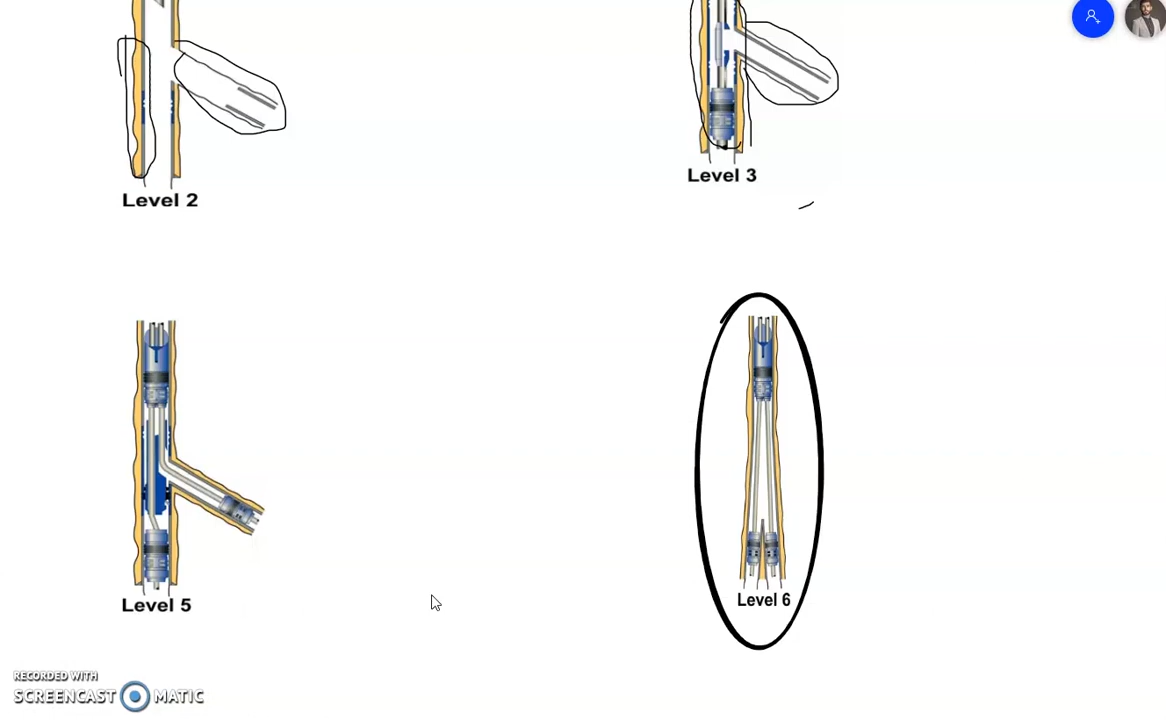 Level 3
Level 2
Level 5
Level 6
RECORDED WITH
SCREENCAST MATIC